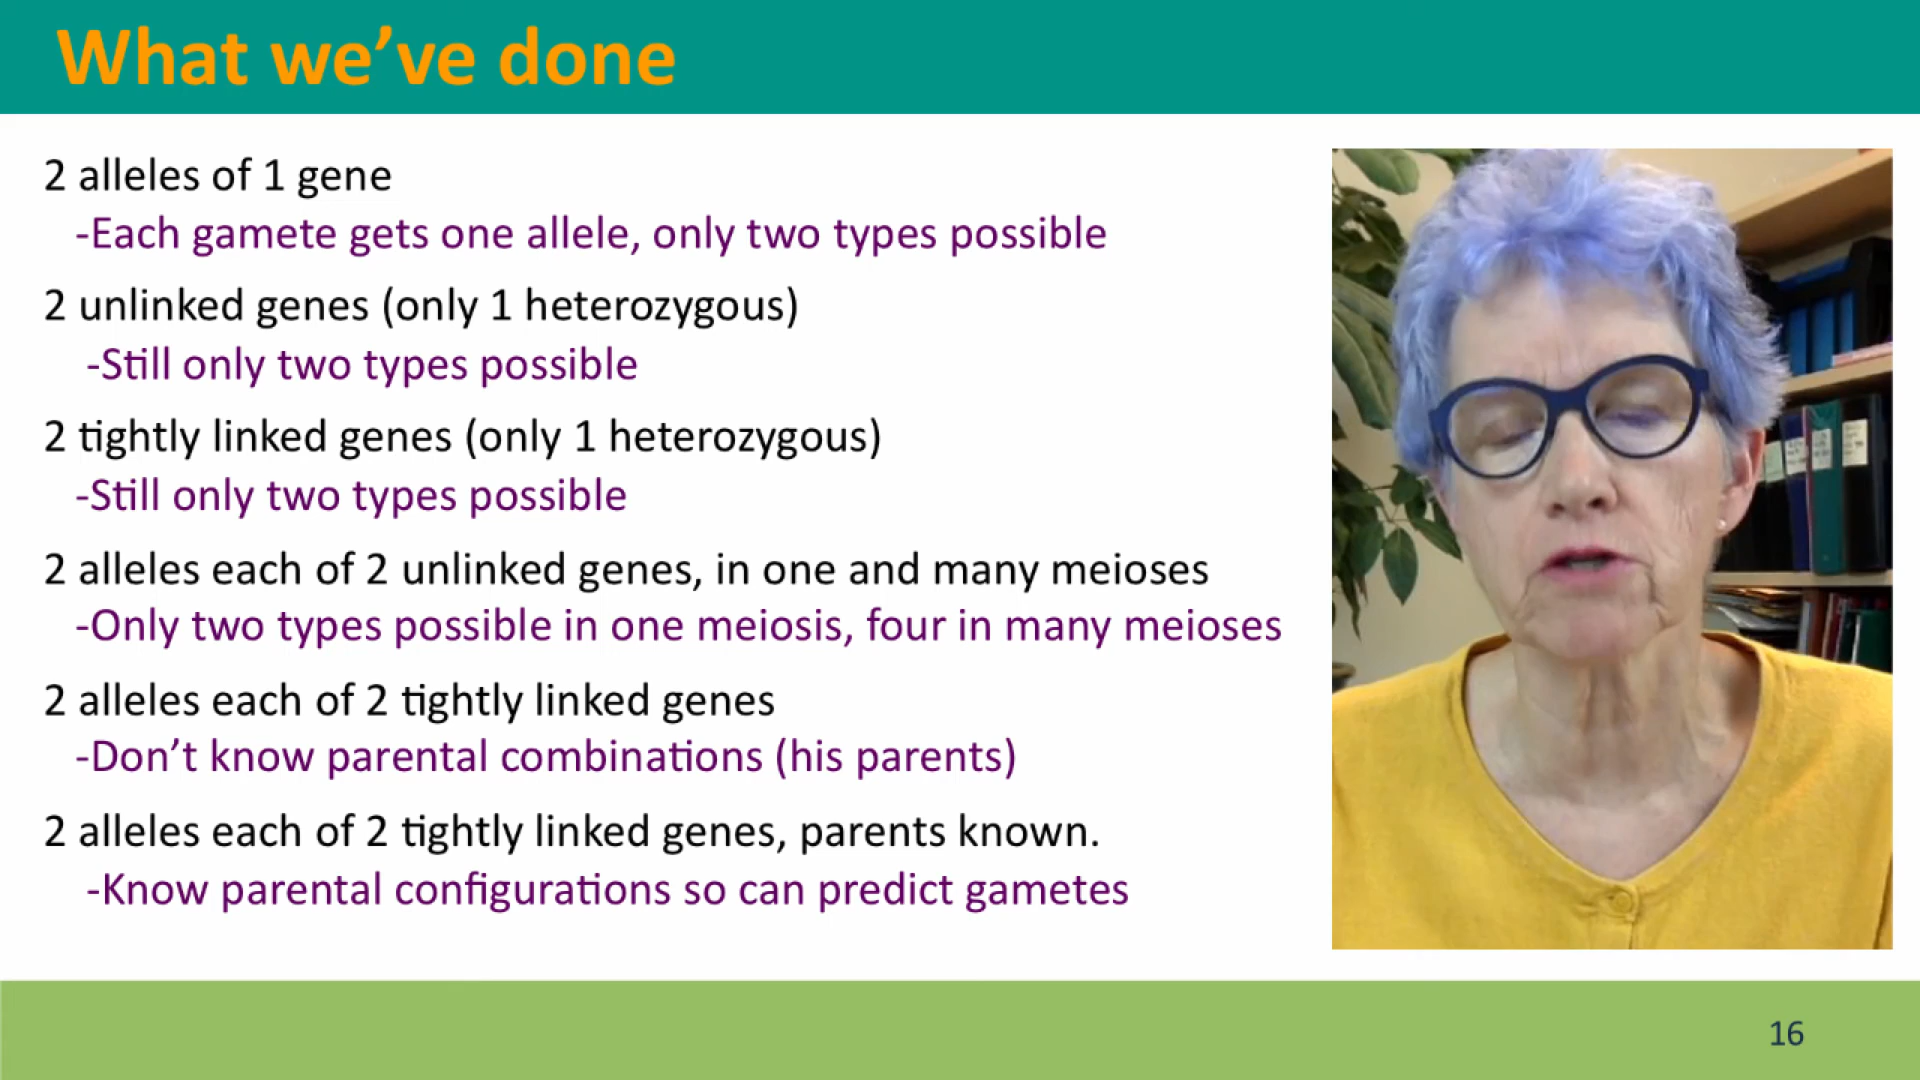 What we’ve done
2 alleles of 1 gene
-Each gamete gets one allele, only two types possible
2 unlinked genes (only 1 heterozygous)
-Still only two types possible
2 tightly linked genes (only 1 heterozygous)
-Still only two types possible
2 alleles each of 2 unlinked genes, in one and many meioses
-Only two types possible in one meiosis, four in many meioses
2 alleles each of 2 tightly linked genes
-Don’t know parental combinations (his parents)
2 alleles each of 2 tightly linked genes, parents known.
-Know parental configurations so can predict gametes
16